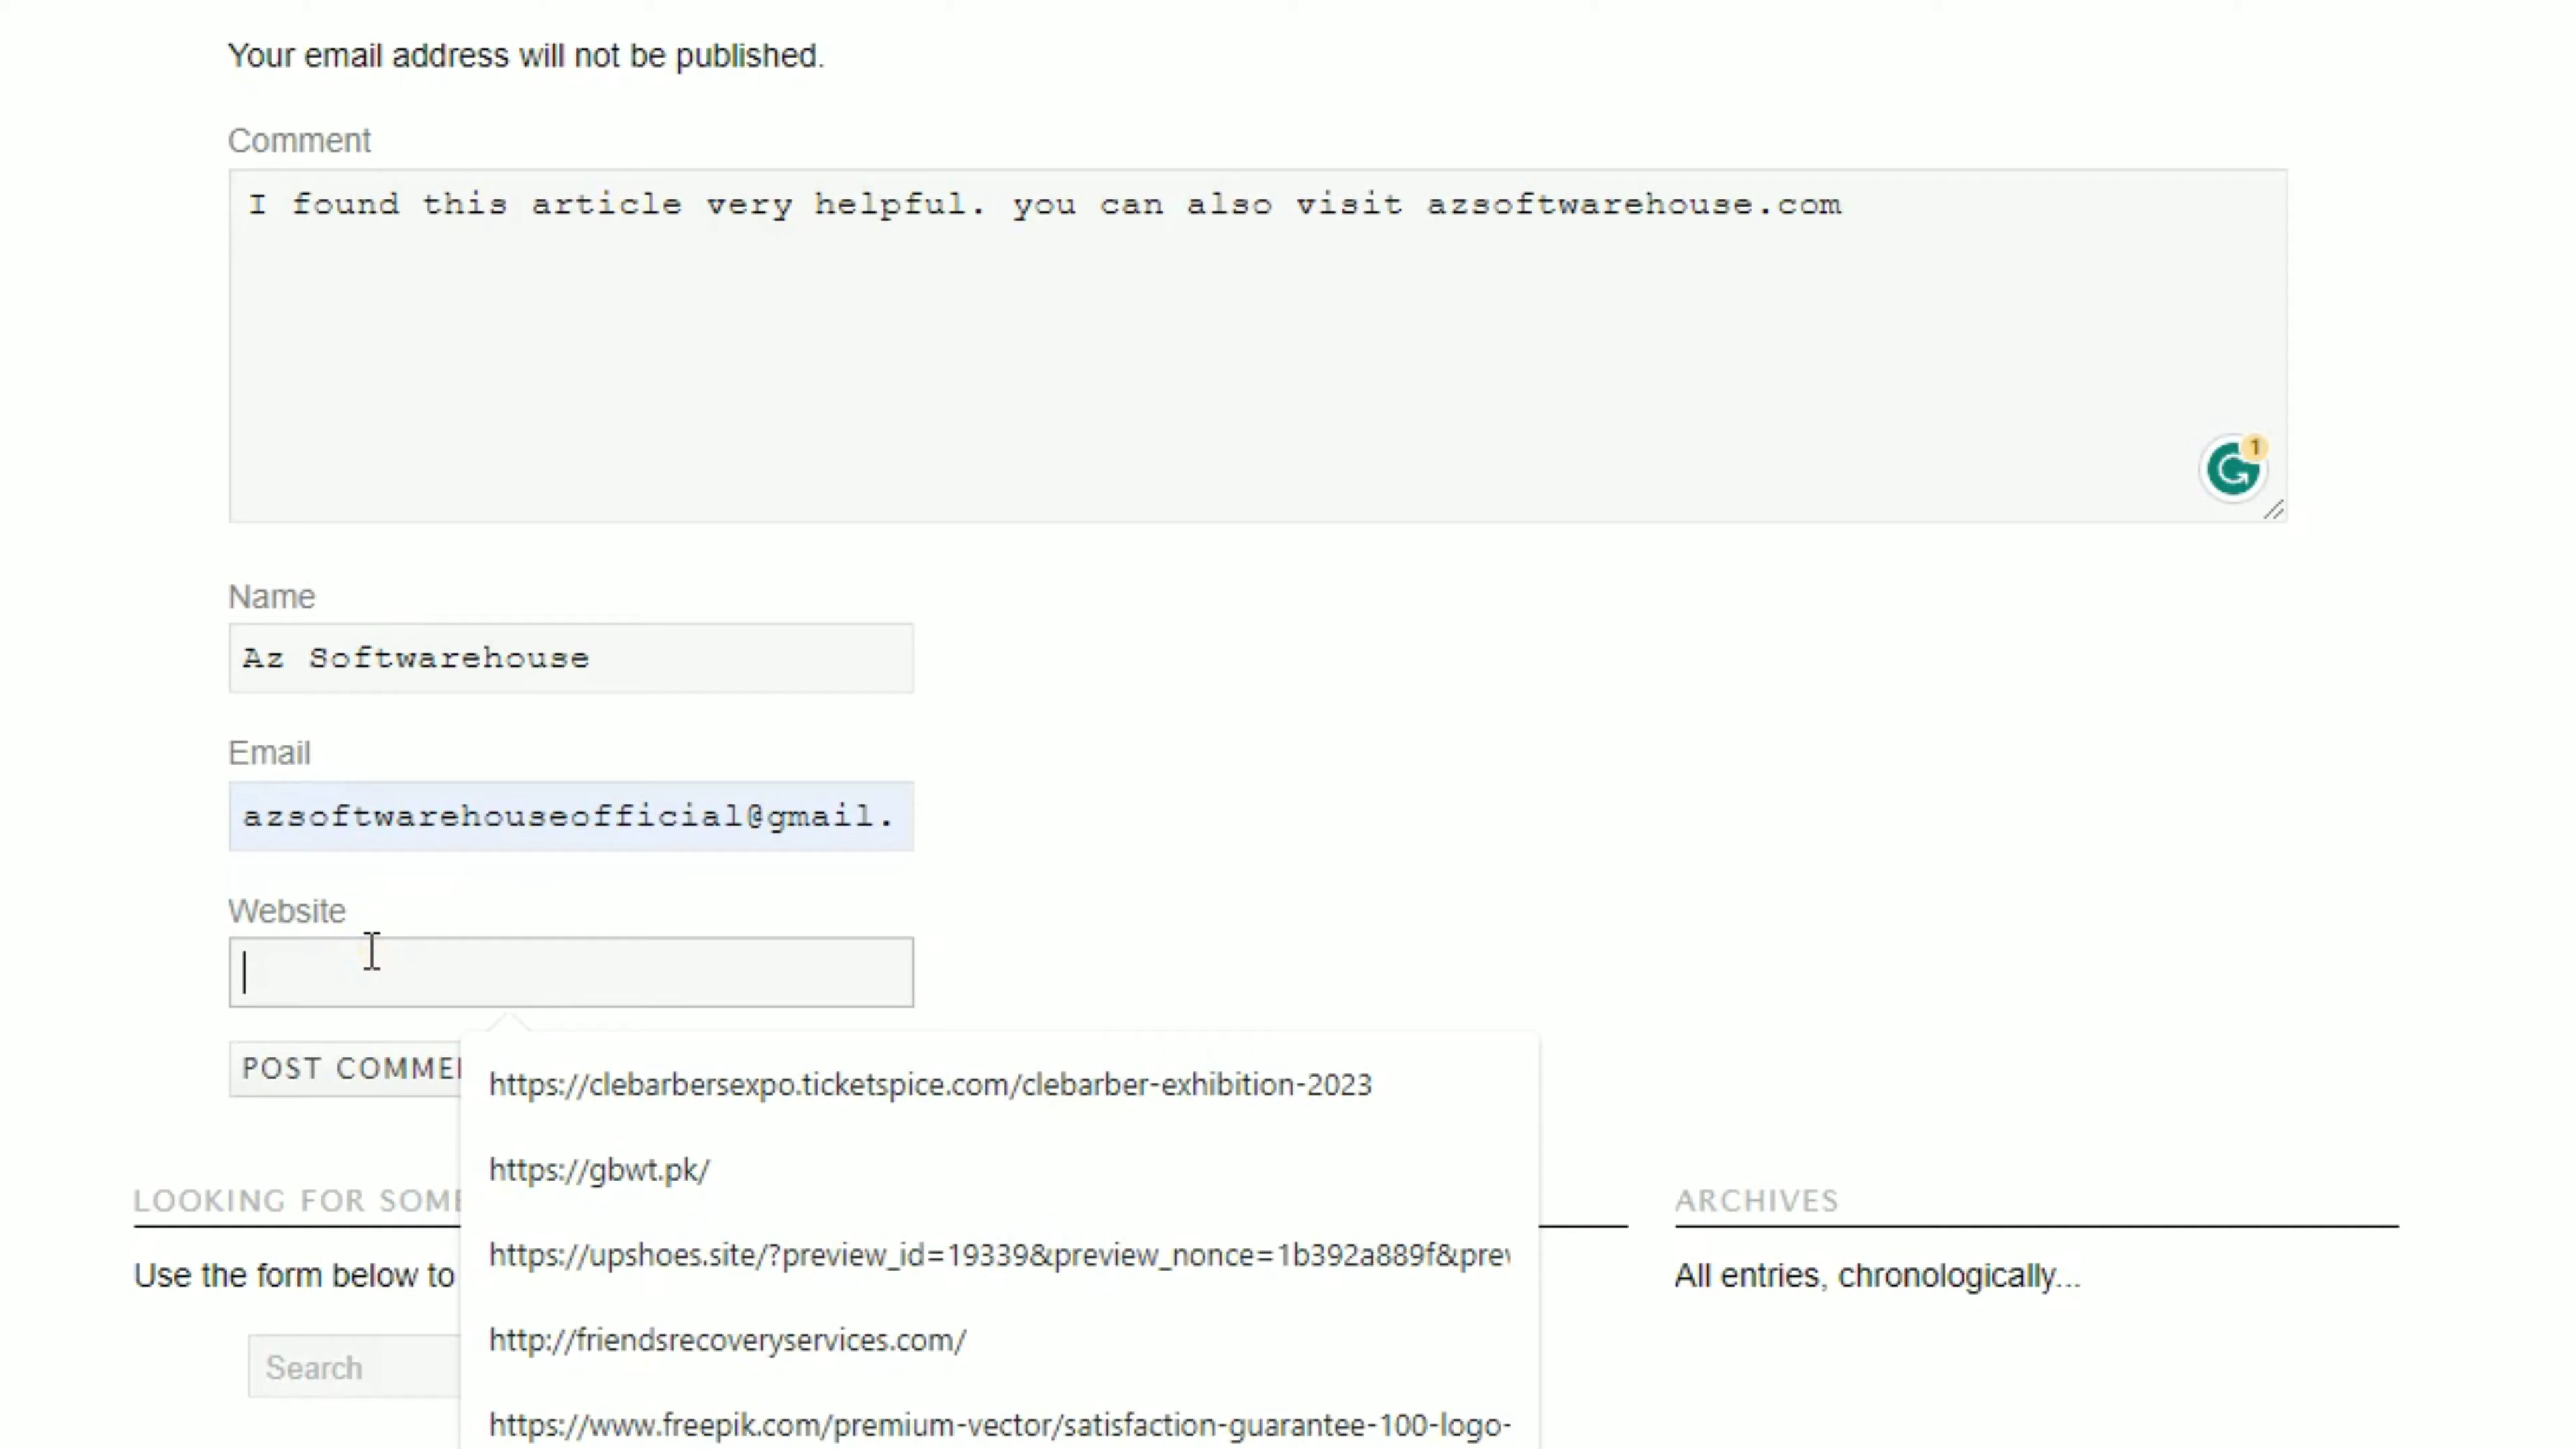 Your email address will not be published.
Comment
I found this article very helpful. you can also visit azsoftwarehouse.com
1
Name
Az Softwarehouse
Email
azsoftwarehouseofficial@gmail.
Website
POST COMME
https://clebarbersexpo.ticketspice.com/clebarber-exhibition-2023
https://gbwt.pk/
LOOKING FOR SOME
ARCHIVES
https://upshoes.site/?preview_id=19339&preview_nonce=1b392a889f&prev
Use the form below to
All entries, chronologically...
http://friendsrecoveryservices.com/
Search
https://www.freepik.com/premium-vector/satisfaction-guarantee-100-logo-